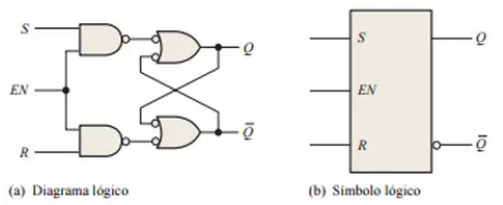 S
EN
R
Q
Q̅
(a) Diagrama lógico
S
EN
R
Q
Q̅
(b) Símbolo lógico